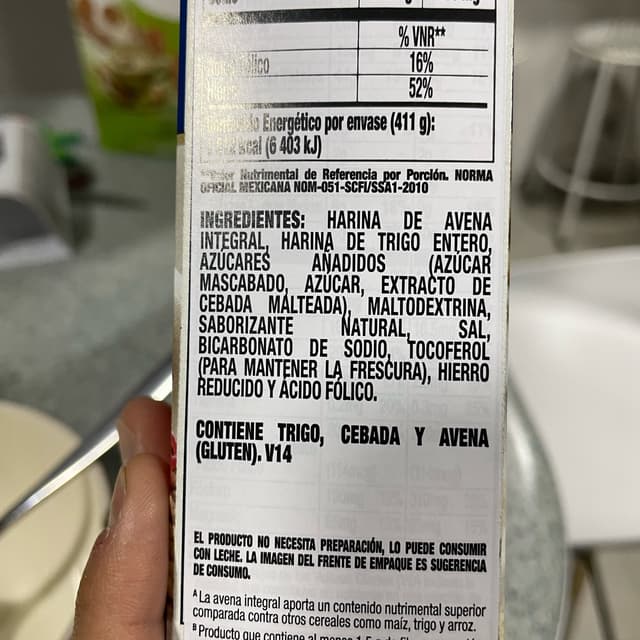 % VNR**
16%
52%
Energético por envase (411 g):
(6 403 kJ)
Nutrimental de Referencia por Porción. NORMA
OFICIAL MEXICANA NOM-051-SCFI/SSA1-2010
INGREDIENTES: HARINA DE AVENA
INTEGRAL, HARINA DE TRIGO ENTERO,
AZÚCARES AÑADIDOS (AZÚCAR
MASCABADO, AZÚCAR, EXTRACTO DE
CEBADA MALTEADA), MALTODEXTRINA,
SABORIZANTE NATURAL, SAL,
BICARBONATO DE SODIO, TOCOFEROL
(PARA MANTENER LA FRESCURA), HIERRO
REDUCIDO Y ÁCIDO FÓLICO.
CONTIENE TRIGO, CEBADA Y AVENA
(GLUTEN). V14
EL PRODUCTO NO NECESITA PREPARACIÓN, LO PUEDE CONSUMIR
CON LECHE. LA IMAGEN DEL FRENTE DE EMPAQUE ES SUGERENCIA
DE CONSUMO.
A La avena integral aporta un contenido nutrimental superior
comparada contra otros cereales como maíz, trigo y arroz.
B Producto que contiene al menos